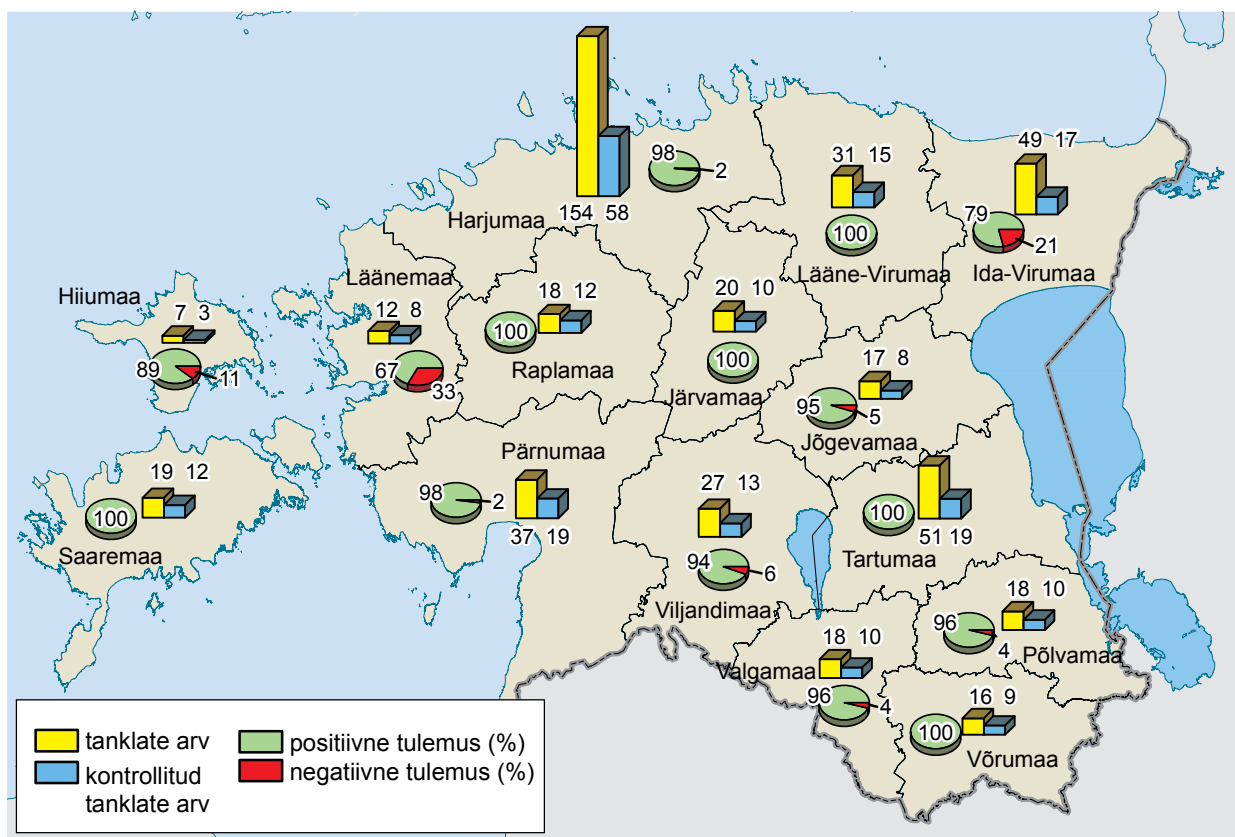 98
2
154 58
Harjumaa
31 15
100
Lääne-Virumaa
49 17
79
21
Ida-Virumaa
Hiiumaa
7 3
89
11
Läänemaa
12 8
67
33
18 12
100
Raplamaa
20 10
100
Järvamaa
17 8
95
5
Jõgevamaa
19 12
100
Saaremaa
Pärnumaa
98
2
37 19
27 13
94
6
Viljandimaa
100
51 19
Tartumaa
18 10
96
4
Põlvamaa
18 10
Valgamaa
96
4
16 9
100
Võrumaa
tanklate arv
kontrollitud
tanklate arv
positiivne tulemus (%)
negatiivne tulemus (%)